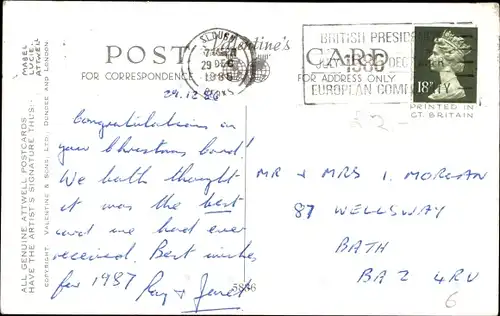 MABEL
LUCIE
ATTWELL
ALL GENUINE ATTWELL POSTCARDS
HAVE THE ARTIST'S SIGNATURE THUS:-
COPYRIGHT. VALENTINE & SONS, LTD., DUNDEE AND LONDON.
POST CARD
Valentine's
FOR CORRESPONDENCE
FOR ADDRESS ONLY
SLOUGH
29 DEC
1986
BRITISH PRESIDENCY
EUROPEAN COMMUNITY
18P
PRINTED IN
GT. BRITAIN
£2-
29.12.86
Congratulations on
your Christmas card!
We both thought
it was the best
card we had ever
received. Best wishes
for 1987
Ray & Janet
5886
MR & MRS I. MORGAN
87 WELLSWAY
BATH
BA2 4RU
6